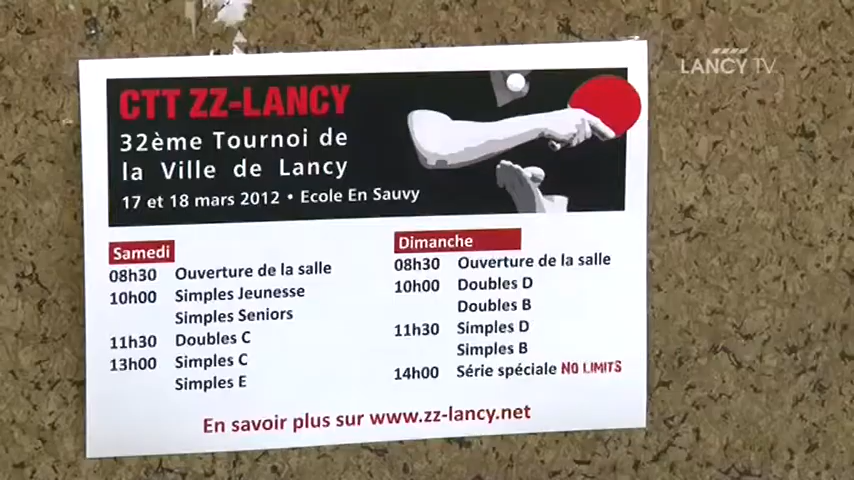 LANCY TV
CTT ZZ-LANCY
32ème Tournoi de
la Ville de Lancy
17 et 18 mars 2012 • Ecole En Sauvy
Samedi
08h30 Ouverture de la salle
10h00 Simples Jeunesse
Simples Seniors
11h30 Doubles C
13h00 Simples C
Simples E
Dimanche
08h30 Ouverture de la salle
10h00 Doubles D
Doubles B
11h30 Simples D
Simples B
14h00 Série spéciale NO LIMITS
En savoir plus sur www.zz-lancy.net